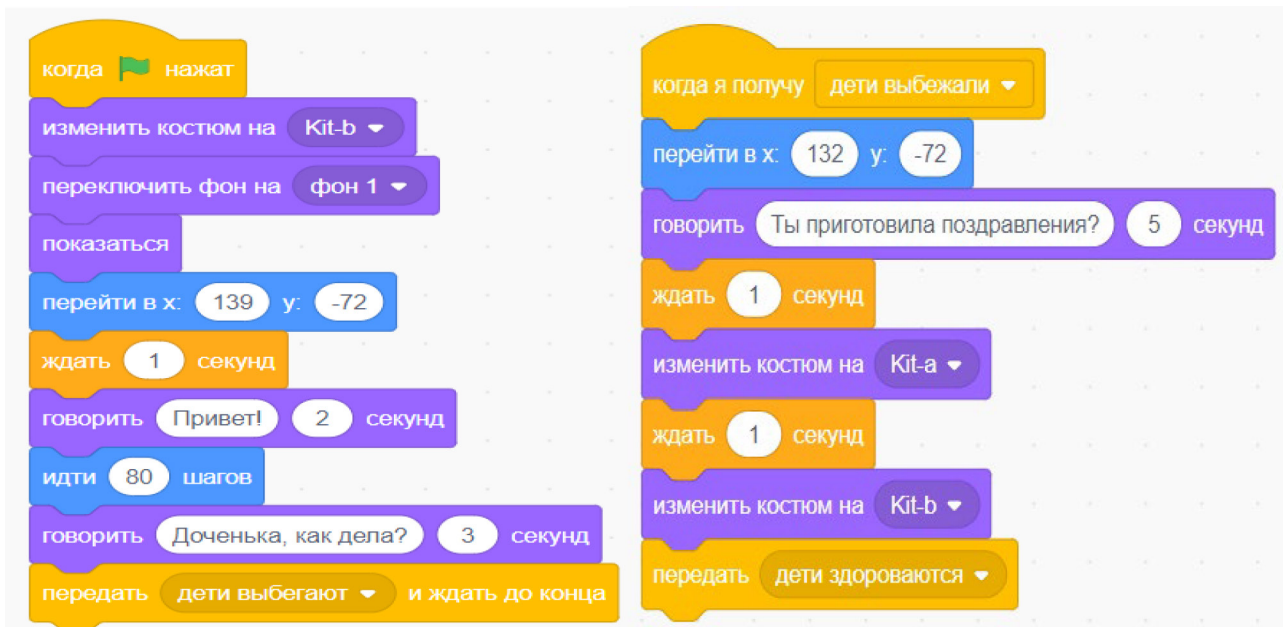 когда нажат
изменить костюм на Kit-b
переключить фон на фон 1
показаться
перейти в x: 139 y: -72
ждать 1 секунд
говорить Привет! 2 секунд
идти 80 шагов
говорить Доченька, как дела? 3 секунд
передать дети выбегают и ждать до конца
когда я получу дети выбежали
перейти в x: 132 y: -72
говорить Ты приготовила поздравления? 5 секунд
ждать 1 секунд
изменить костюм на Kit-a
ждать 1 секунд
изменить костюм на Kit-b
передать дети здороваются